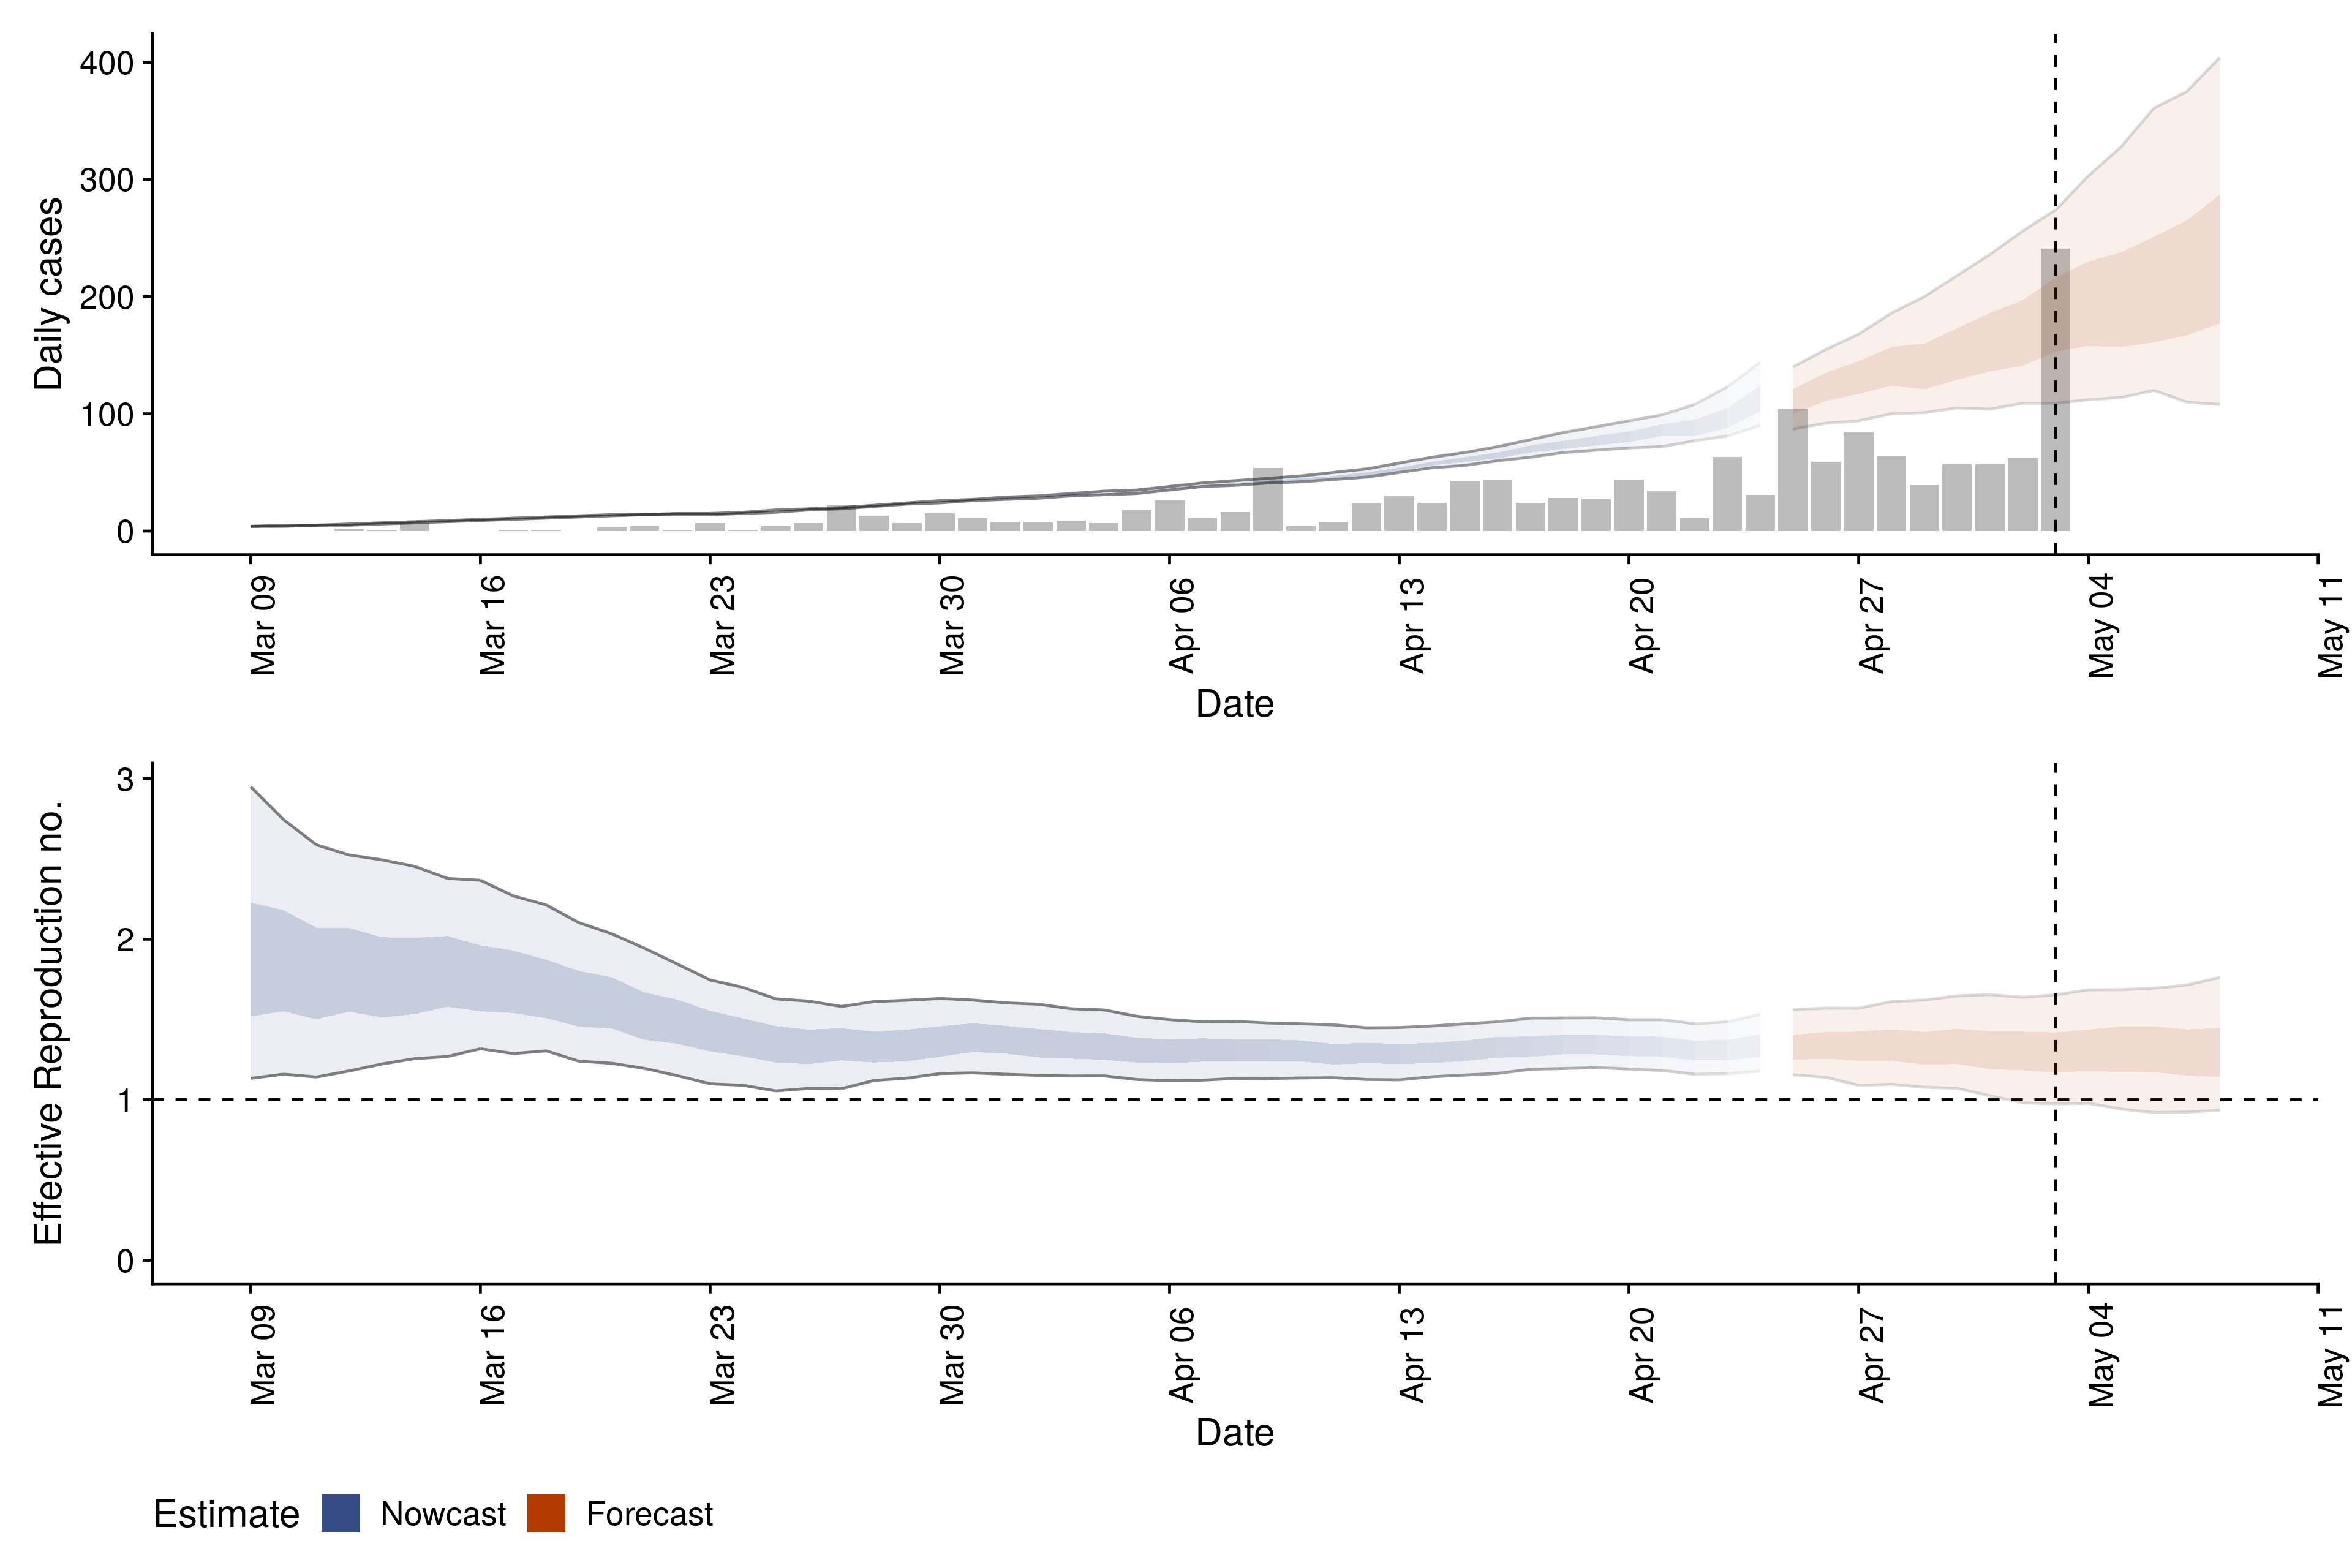 Daily cases
400
300
200
100
0
Mar 09
Mar 16
Mar 23
Mar 30
Apr 06
Apr 13
Apr 20
Apr 27
May 04
May 11
Date
Effective Reproduction no.
3
2
1
0
Mar 09
Mar 16
Mar 23
Mar 30
Apr 06
Apr 13
Apr 20
Apr 27
May 04
May 11
Date
Estimate Nowcast Forecast